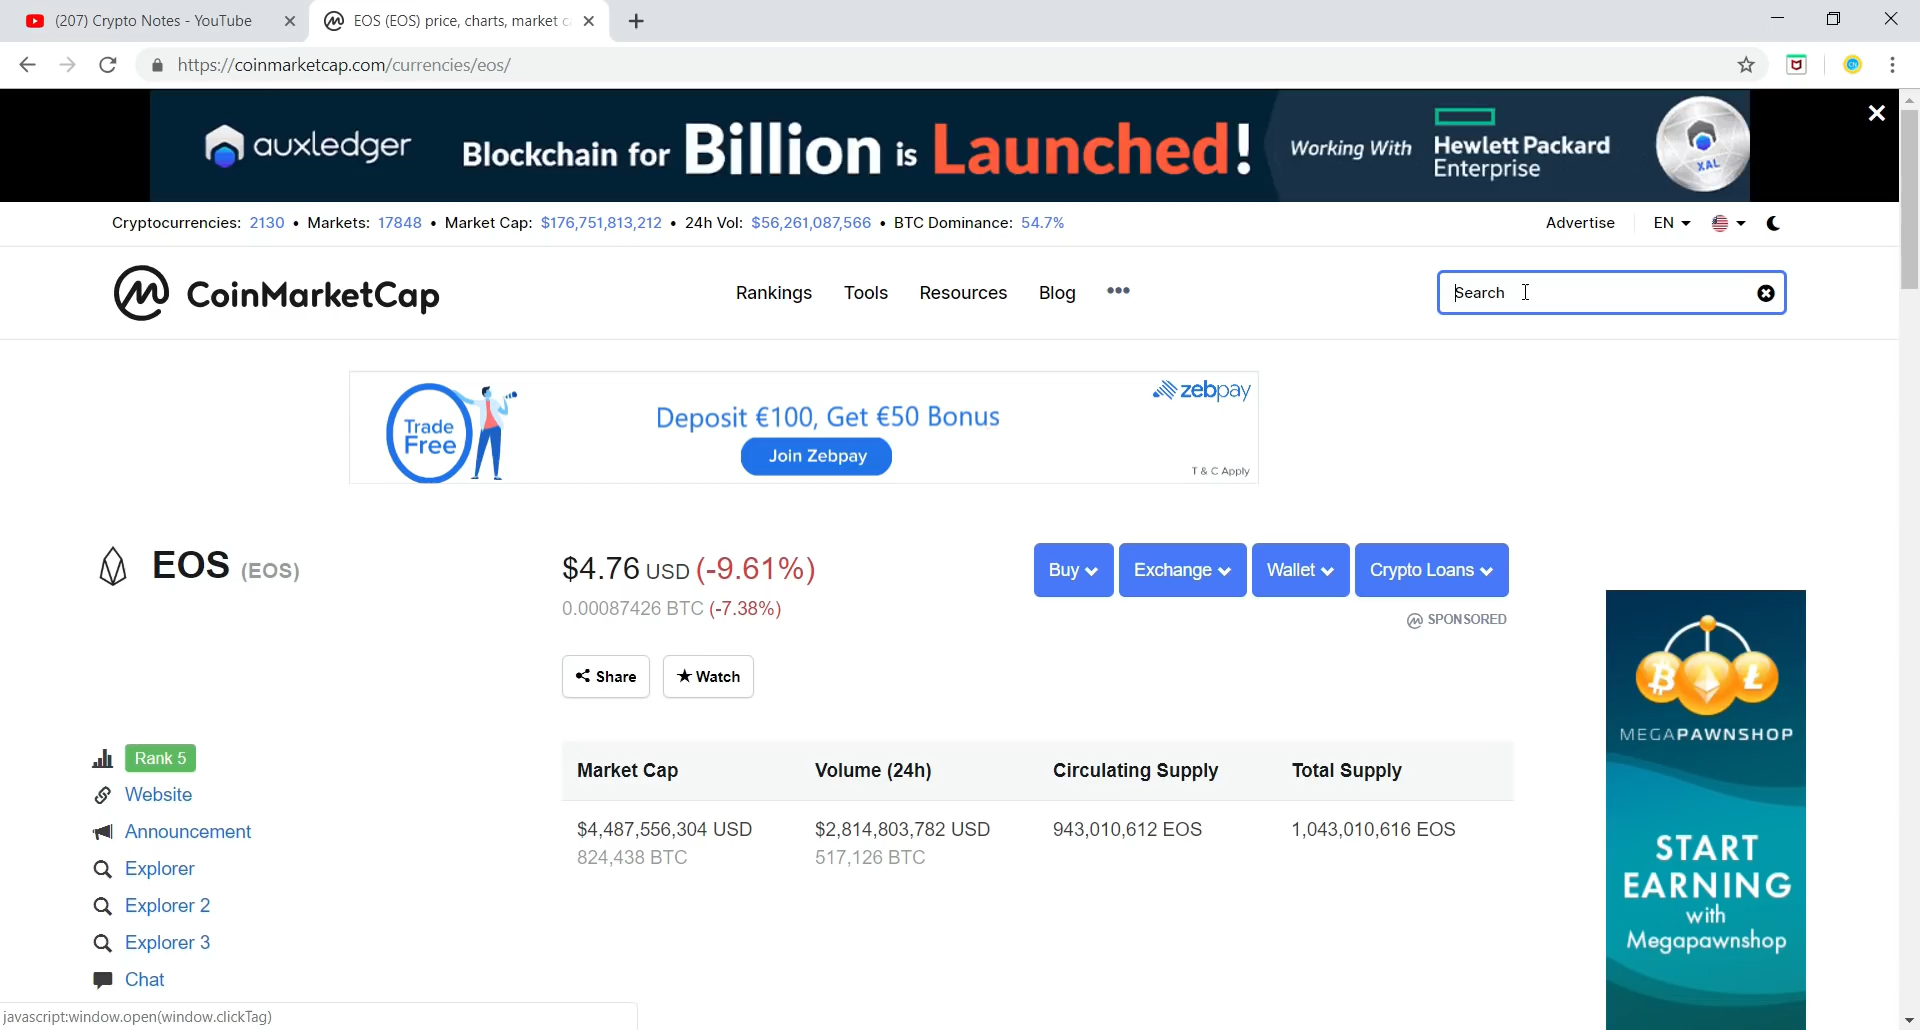 (207) Crypto Notes - YouTube
EOS (EOS) price, charts, market c
https://coinmarketcap.com/currencies/eos/
auxledger
Blockchain for Billion is Launched!
Working With
Hewlett Packard
Enterprise
XAL
Cryptocurrencies: 2130 • Markets: 17848 • Market Cap: $176,751,813,212 • 24h Vol: $56,261,087,566 • BTC Dominance: 54.7%
Advertise
EN
CoinMarketCap
Rankings
Tools
Resources
Blog
Search
Trade
Free
Deposit €100, Get €50 Bonus
Join Zebpay
zebpay
T & C Apply
EOS (EOS)
$4.76 USD (-9.61%)
0.00087426 BTC (-7.38%)
Buy
Exchange
Wallet
Crypto Loans
SPONSORED
Share
Watch
Rank 5
Website
Announcement
Explorer
Explorer 2
Explorer 3
Chat
Market Cap
Volume (24h)
Circulating Supply
Total Supply
$4,487,556,304 USD
$2,814,803,782 USD
943,010,612 EOS
1,043,010,616 EOS
824,438 BTC
517,126 BTC
MEGAPAWNSHOP
START
EARNING
with
Megapawnshop
javascript:window.open(window.clickTag)